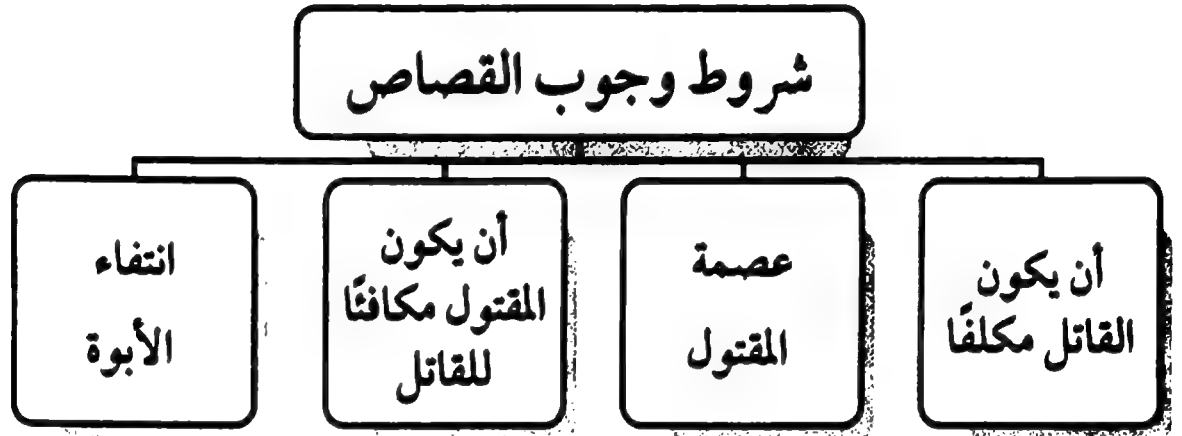 شروط وجوب القصاص
أن يكون
القاتل مكلفًا
عصمة
المقتول
أن يكون
المقتول مكافئًا
للقاتل
انتفاء
الأبوة